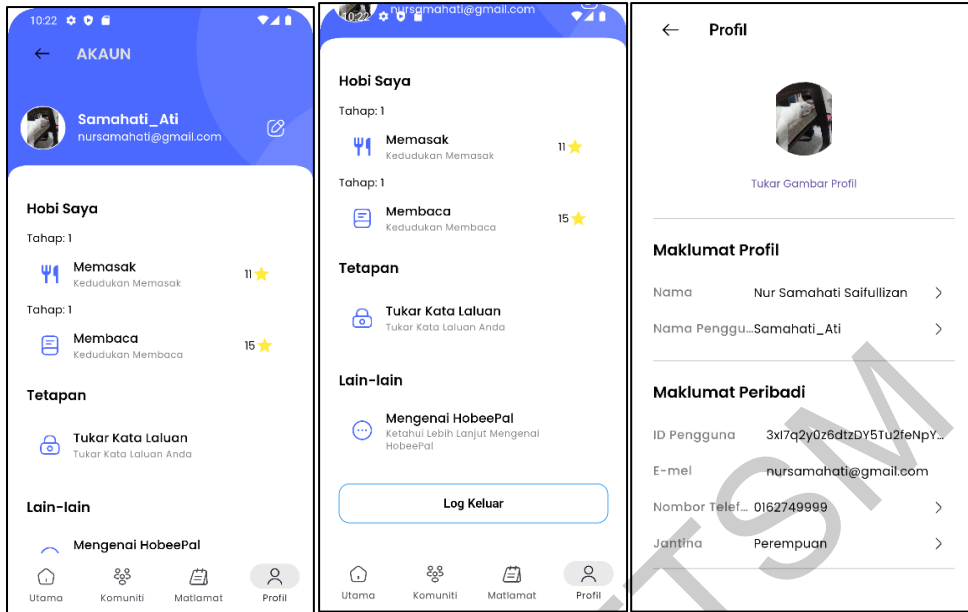 10:22
AKAUN
Samahati_Ati
nursamahati@gmail.com
Hobi Saya
Tahap: 1
Memasak
Kedudukan Memasak
11
Tahap: 1
Membaca
Kedudukan Membaca
15
Tetapan
Tukar Kata Laluan
Tukar Kata Laluan Anda
Lain-lain
Mengenai HobeePal
Utama
Komuniti
Matlamat
Profil
10:22
nursamahati@gmail.com
Hobi Saya
Tahap: 1
Memasak
Kedudukan Memasak
11
Tahap: 1
Membaca
Kedudukan Membaca
15
Tetapan
Tukar Kata Laluan
Tukar Kata Laluan Anda
Lain-lain
Mengenai HobeePal
Ketahui Lebih Lanjut Mengenai
HobeePal
Log Keluar
Utama
Komuniti
Matlamat
Profil
Profil
Tukar Gambar Profil
Maklumat Profil
Nama Nur Samahati Saifullizan
Nama Penggu... Samahati_Ati
Maklumat Peribadi
ID Pengguna 3xI7q2y0z6dtzDY5Tu2feNpY...
E-mel nursamahati@gmail.com
Nombor Telef... 0162749999
Jantina Perempuan
TSM